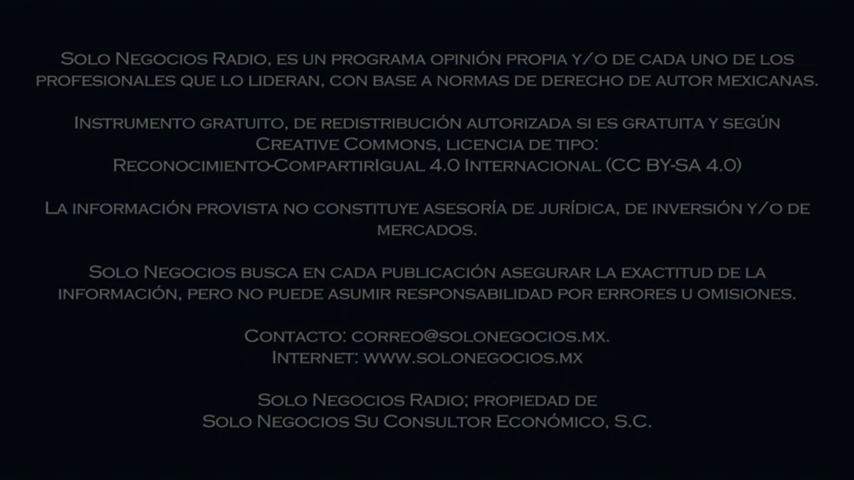 Solo Negocios Radio, es un programa opinión propia y/o de cada uno de los
profesionales que lo lideran, con base a normas de derecho de autor mexicanas.
Instrumento gratuito, de redistribución autorizada si es gratuita y según
Creative Commons, licencia de tipo:
Reconocimiento-CompartirIgual 4.0 Internacional (CC BY-SA 4.0)
La información provista no constituye asesoría de jurídica, de inversión y/o de
mercados.
Solo Negocios busca en cada publicación asegurar la exactitud de la
información, pero no puede asumir responsabilidad por errores u omisiones.
Contacto: correo@solonegocios.mx.
Internet: www.solonegocios.mx
Solo Negocios Radio; propiedad de
Solo Negocios Su Consultor Económico, S.C.